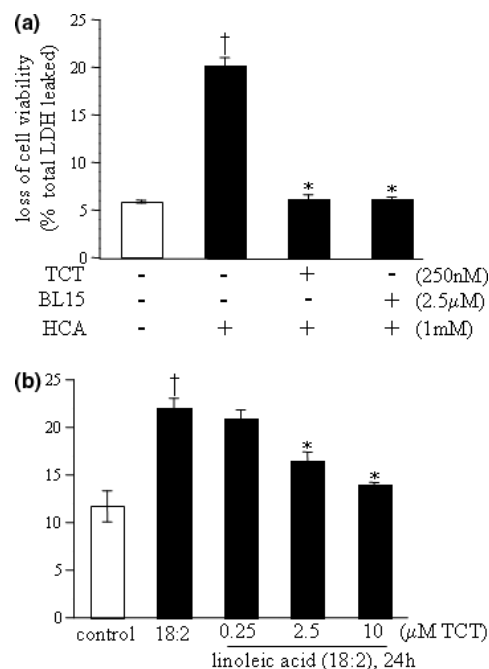 (a)
loss of cell viability
(% total LDH leaked)
25
20
15
10
5
0
†
*
*
TCT - - + - (250nM)
BL15 - - - + (2.5µM)
HCA - + + + (1mM)
(b)
25
20
15
10
5
0
†
*
*
control 18:2 0.25 2.5 10 (µM TCT)
linoleic acid (18:2), 24h